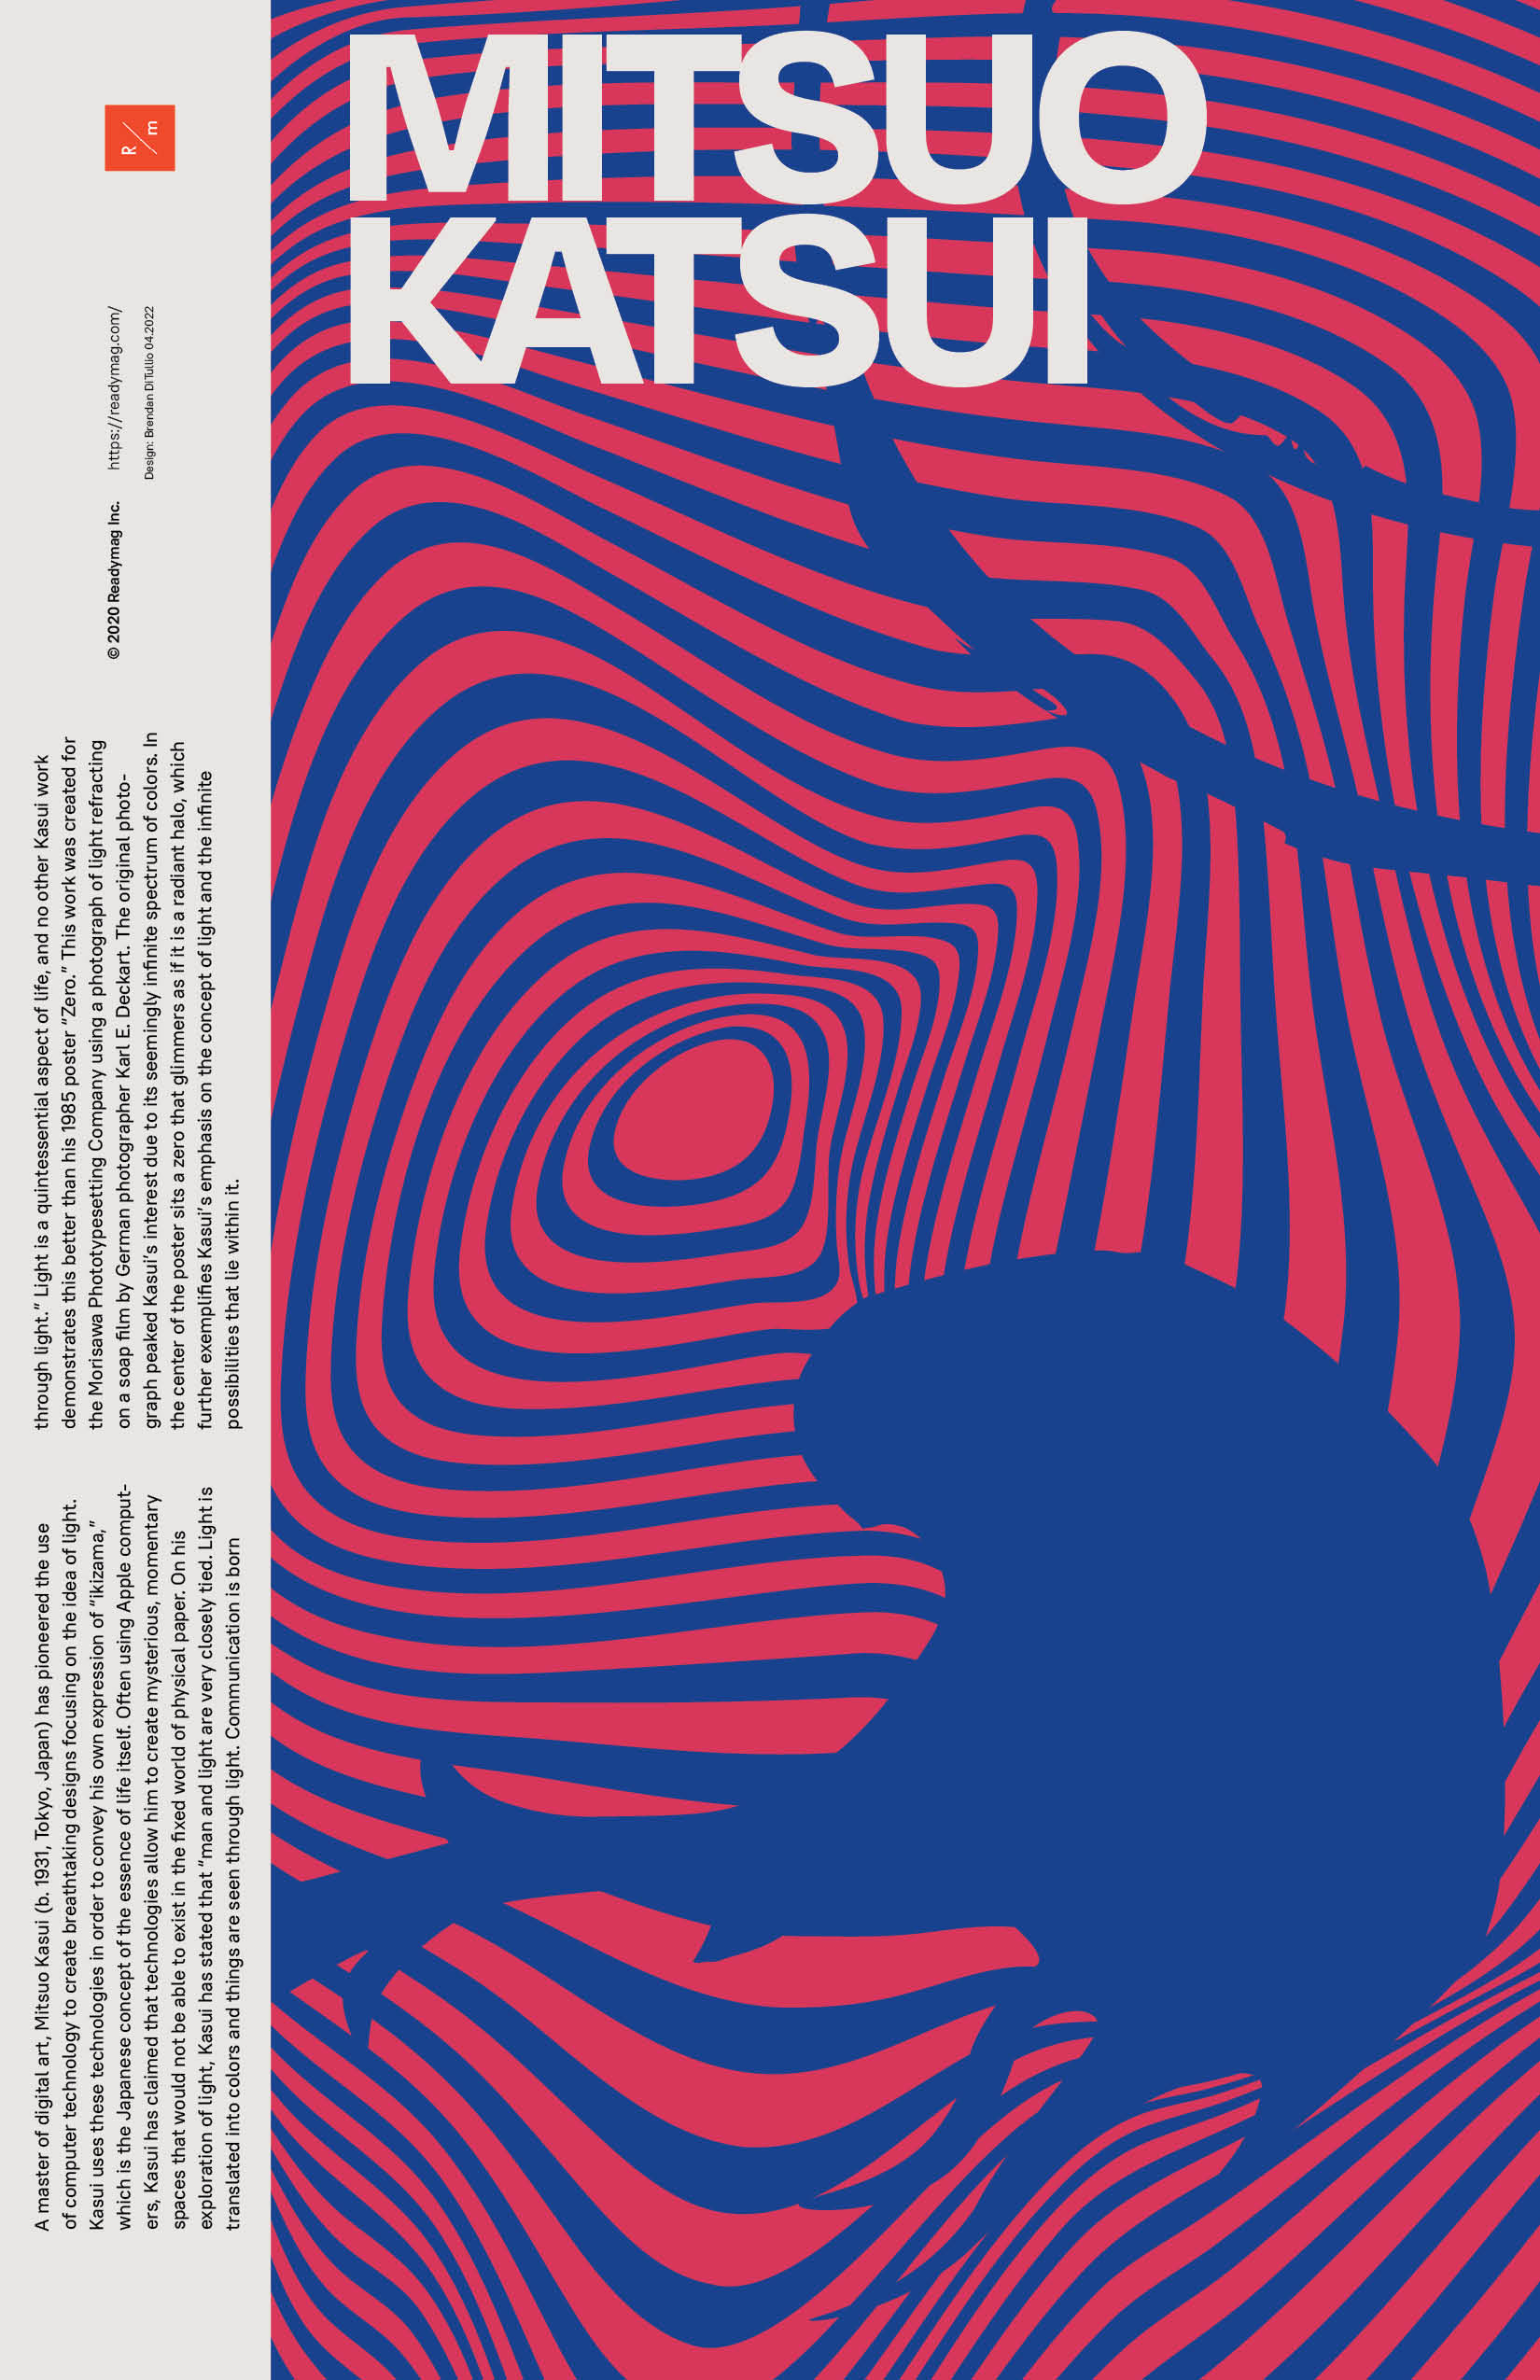 MITSUO
KATSUI
A master of digital art, Mitsuo Kasui (b. 1931, Tokyo, Japan) has pioneered the use
of computer technology to create breathtaking designs focusing on the idea of light.
Kasui uses these technologies in order to convey his own expression of “ikizama,”
which is the Japanese concept of the essence of life itself. Often using Apple comput-
ers, Kasui has claimed that technologies allow him to create mysterious, momentary
spaces that would not be able to exist in the fixed world of physical paper. On his
exploration of light, Kasui has stated that “man and light are very closely tied. Light is
translated into colors and things are seen through light. Communication is born
through light.” Light is a quintessential aspect of life, and no other Kasui work
demonstrates this better than his 1985 poster “Zero.” This work was created for
the Morisawa Phototypesetting Company using a photograph of light refracting
on a soap film by German photographer Karl E. Deckart. The original photo-
graph peaked Kasui’s interest due to its seemingly infinite spectrum of colors. In
the center of the poster sits a zero that glimmers as if it is a radiant halo, which
further exemplifies Kasui’s emphasis on the concept of light and the infinite
possibilities that lie within it.
© 2020 Readymag Inc.
https://readymag.com/
Design: Brendan DiTullio 04.2022
R/m